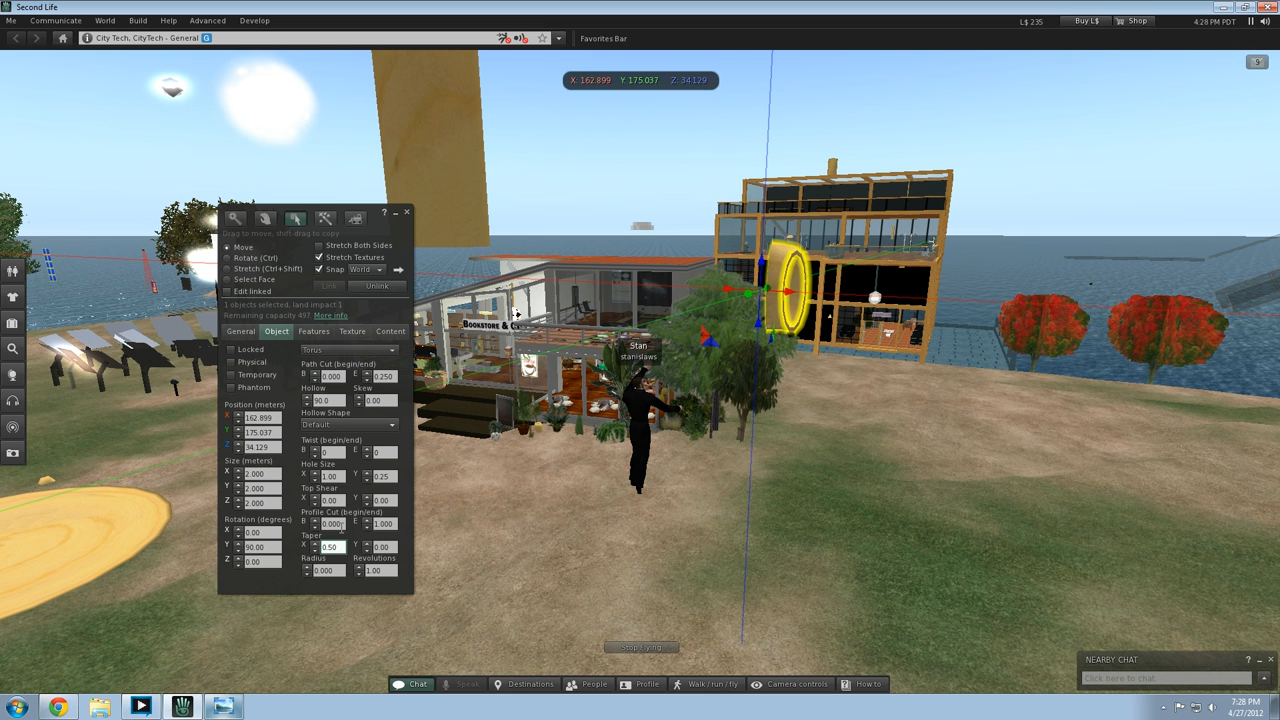 Second Life
Me Communicate World Build Help Advanced Develop
L$ 235 Buy L$ Shop 4:28 PM PDT
City Tech, CityTech - General G
Favorites Bar
9
X: 162.899 Y: 175.037 Z: 34.129
Drag to move, shift-drag to copy
Move
Rotate (Ctrl)
Stretch (Ctrl+Shift)
Select Face
Edit linked
Stretch Both Sides
Stretch Textures
Snap World
Link Unlink
1 objects selected, land impact 1
Remaining capacity 497. More info
General Object Features Texture Content
Locked
Physical
Temporary
Phantom
Position (meters)
X 162.899
Y 175.037
Z 34.129
Size (meters)
X 2.000
Y 2.000
Z 2.000
Rotation (degrees)
X 0.00
Y 90.00
Z 0.00
Torus
Path Cut (begin/end)
B 0.000 E 0.250
Hollow Skew
90.0 0.00
Hollow Shape
Default
Twist (begin/end)
B 0 E 0
Hole Size
X 1.00 Y 0.25
Top Shear
X 0.00 Y 0.00
Profile Cut (begin/end)
B 0.000 E 1.000
Taper
X 0.50 Y 0.00
Radius Revolutions
0.000 1.00
BOOKSTORE &
Stan
stanislaws
Stop Flying
NEARBY CHAT
Click here to chat
Chat Speak Destinations People Profile Walk / run / fly Camera controls How to
7:28 PM
4/27/2012